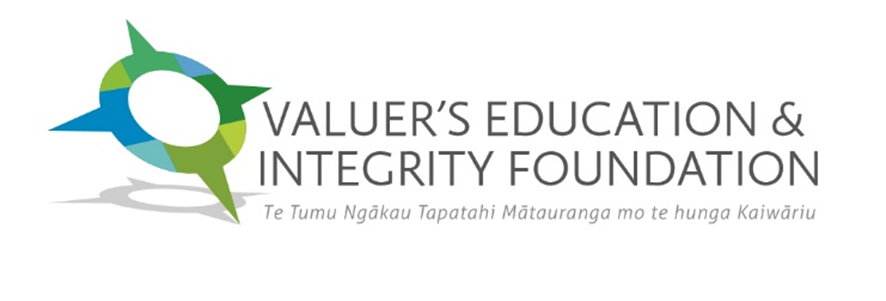 VALUER'S EDUCATION &
INTEGRITY FOUNDATION
Te Tumu Ngākau Tapatahi Mātauranga mo te hunga Kaiwāriu